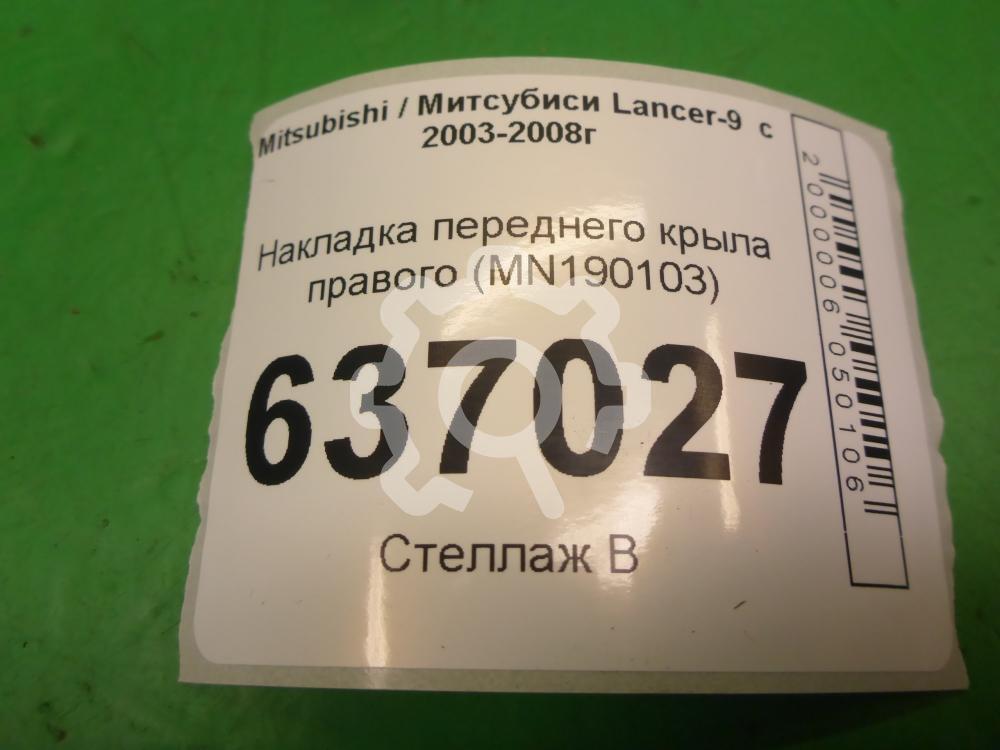 Mitsubishi / Митсубиси Lancer-9 с
2003-2008г
Накладка переднего крыла
правого (MN190103)
637027
Стеллаж В
2000006050106